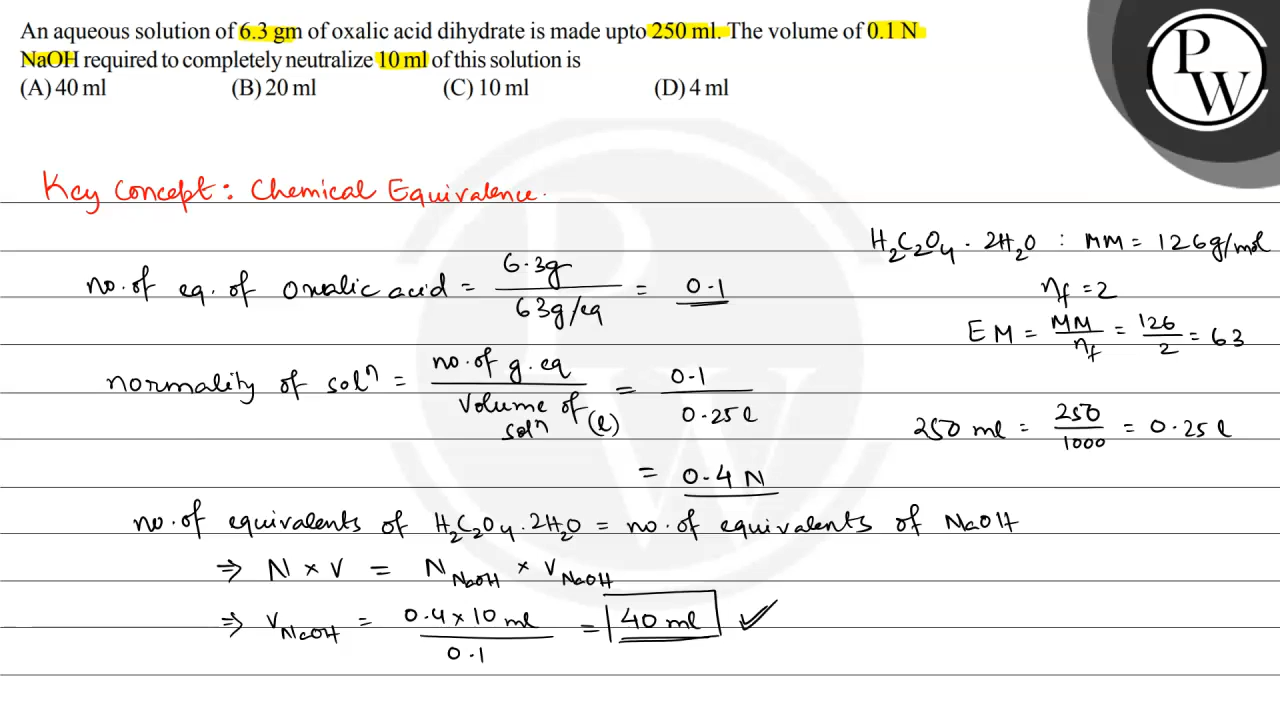 An aqueous solution of 6.3 gm of oxalic acid dihydrate is made upto 250 ml. The volume of 0.1 N
NaOH required to completely neutralize 10 ml of this solution is
(A) 40 ml (B) 20 ml (C) 10 ml (D) 4 ml
P
W
Key Concept: Chemical Equivalence.
H₂C₂O₄ · 2H₂O : MM = 126 g/mol
no. of eq. of oxalic acid = 6.3g / 63g/eq = 0.1
nf = 2
EM = MM/nf = 126/2 = 63
normality of solⁿ = no. of g. eq / Volume of solⁿ (l) = 0.1 / 0.25 l
250 ml = 250/1000 = 0.25 l
= 0.4 N
no. of equivalents of H₂C₂O₄ · 2H₂O = no. of equivalents of NaOH
⇒ N × V = N NaOH × V NaOH
⇒ V NaOH = 0.4 × 10 ml / 0.1 = 40 ml ✓